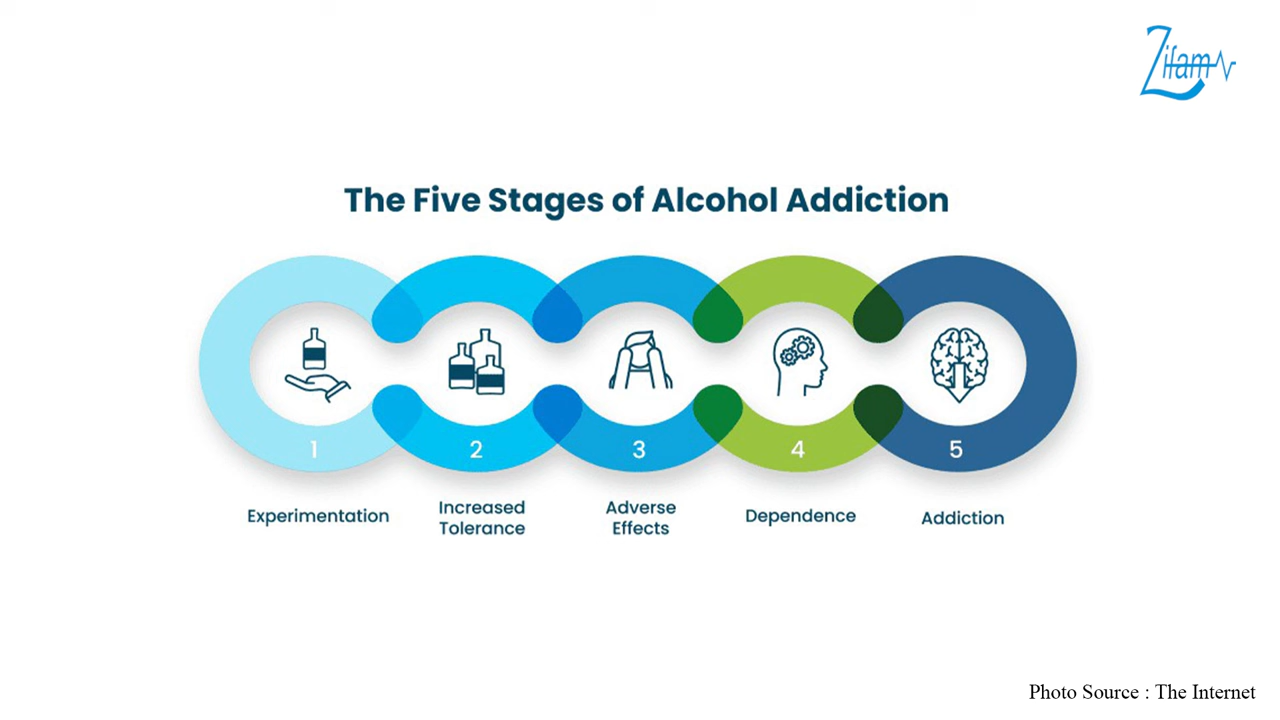 Zifam
The Five Stages of Alcohol Addiction
1
2
3
4
5
Experimentation
Increased
Tolerance
Adverse
Effects
Dependence
Addiction
Photo Source : The Internet